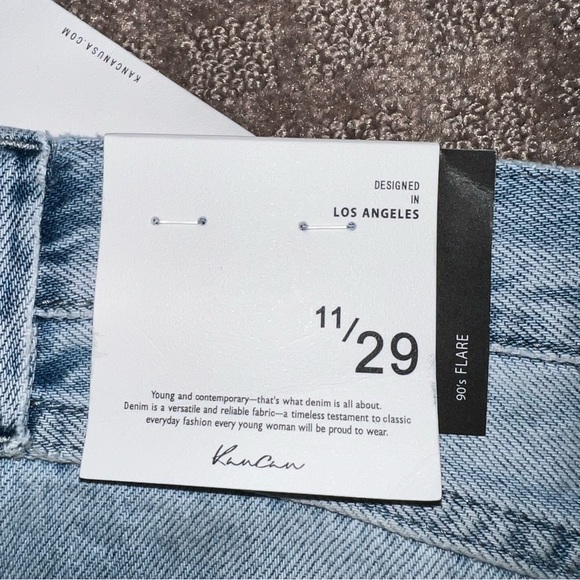 KANCANUSA.COM
DESIGNED
IN
LOS ANGELES
11/29
90's FLARE
Young and contemporary—that's what denim is all about.
Denim is a versatile and reliable fabric—a timeless testament to classic
everyday fashion every young woman will be proud to wear.
KanCan